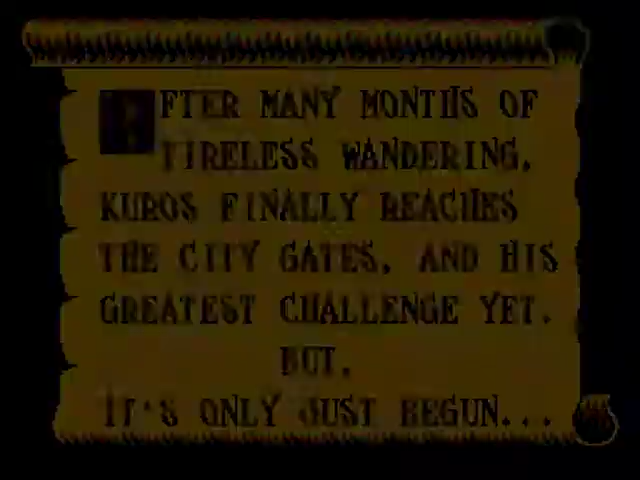 AFTER MANY MONTHS OF
TIRELESS WANDERING,
KUROS FINALLY REACHES
THE CITY GATES, AND HIS
GREATEST CHALLENGE YET.
BUT,
IT'S ONLY JUST BEGUN...